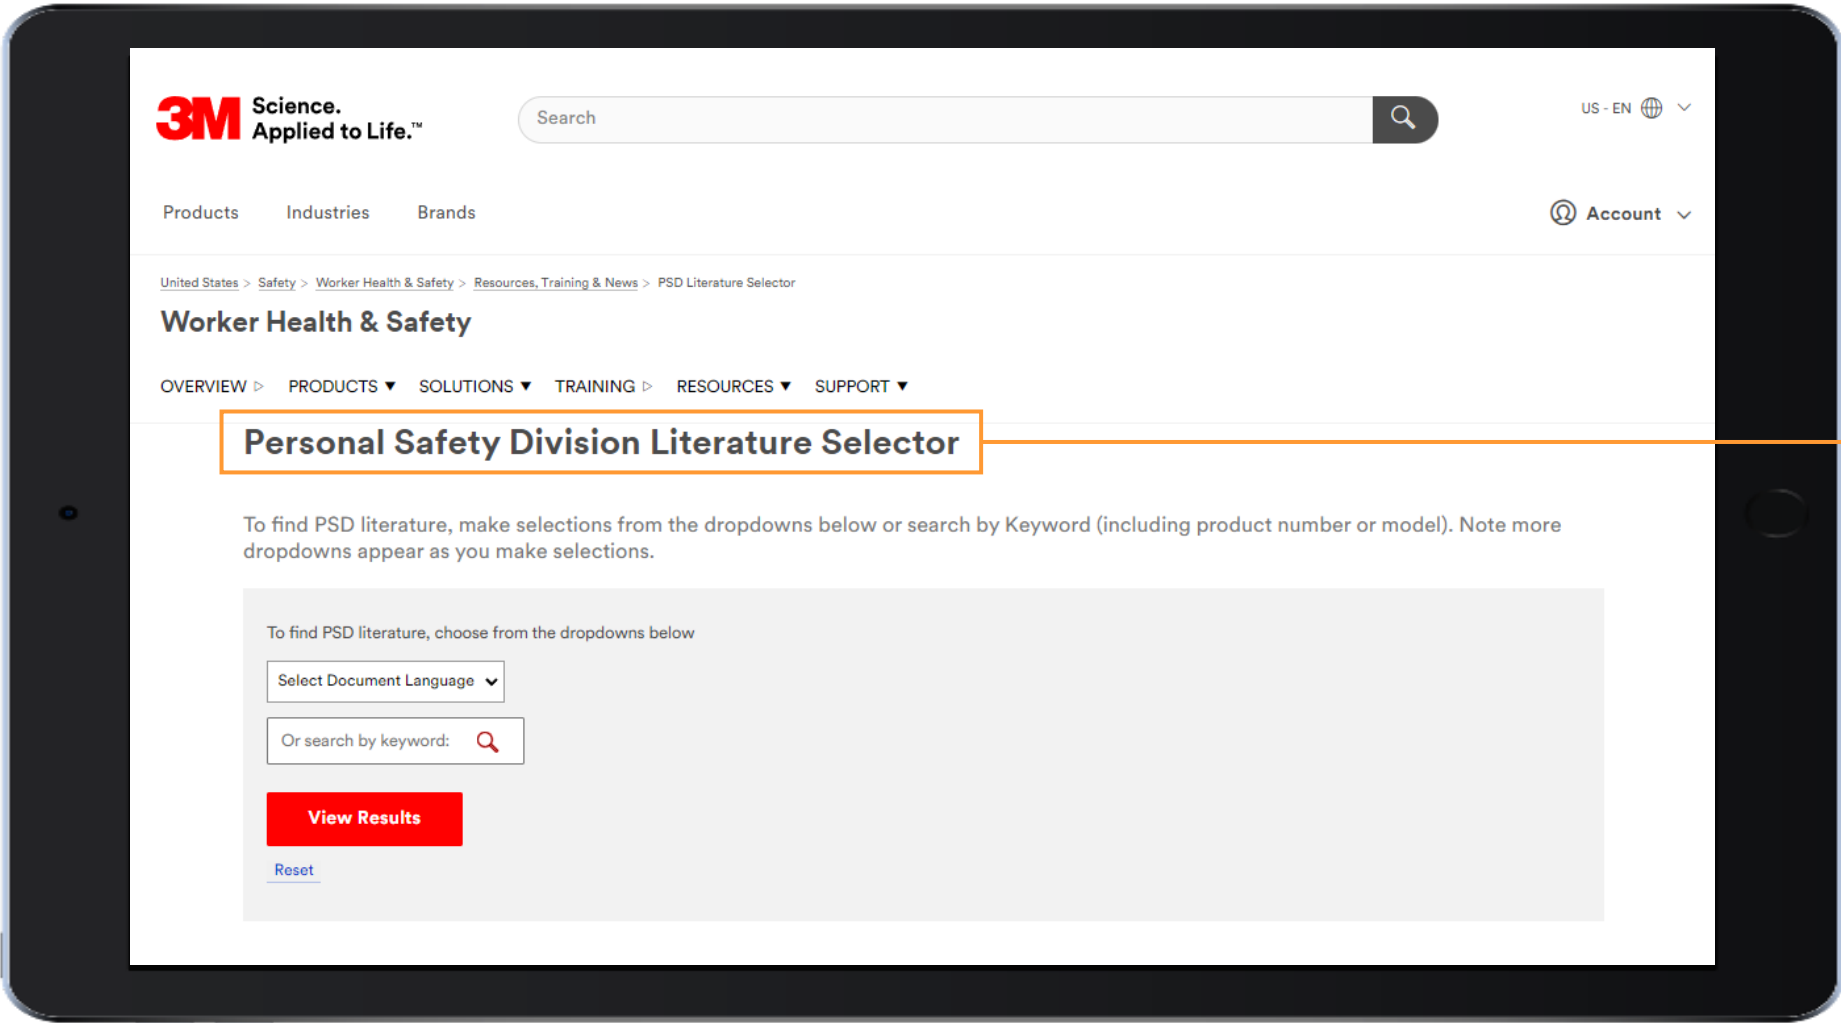 3M Science.
Applied to Life.™
Search
US - EN
Products Industries Brands
Account
United States > Safety > Worker Health & Safety > Resources, Training & News > PSD Literature Selector
Worker Health & Safety
OVERVIEW ▷ PRODUCTS ▼ SOLUTIONS ▼ TRAINING ▷ RESOURCES ▼ SUPPORT ▼
Personal Safety Division Literature Selector
To find PSD literature, make selections from the dropdowns below or search by Keyword (including product number or model). Note more
dropdowns appear as you make selections.
To find PSD literature, choose from the dropdowns below
Select Document Language
Or search by keyword:
View Results
Reset